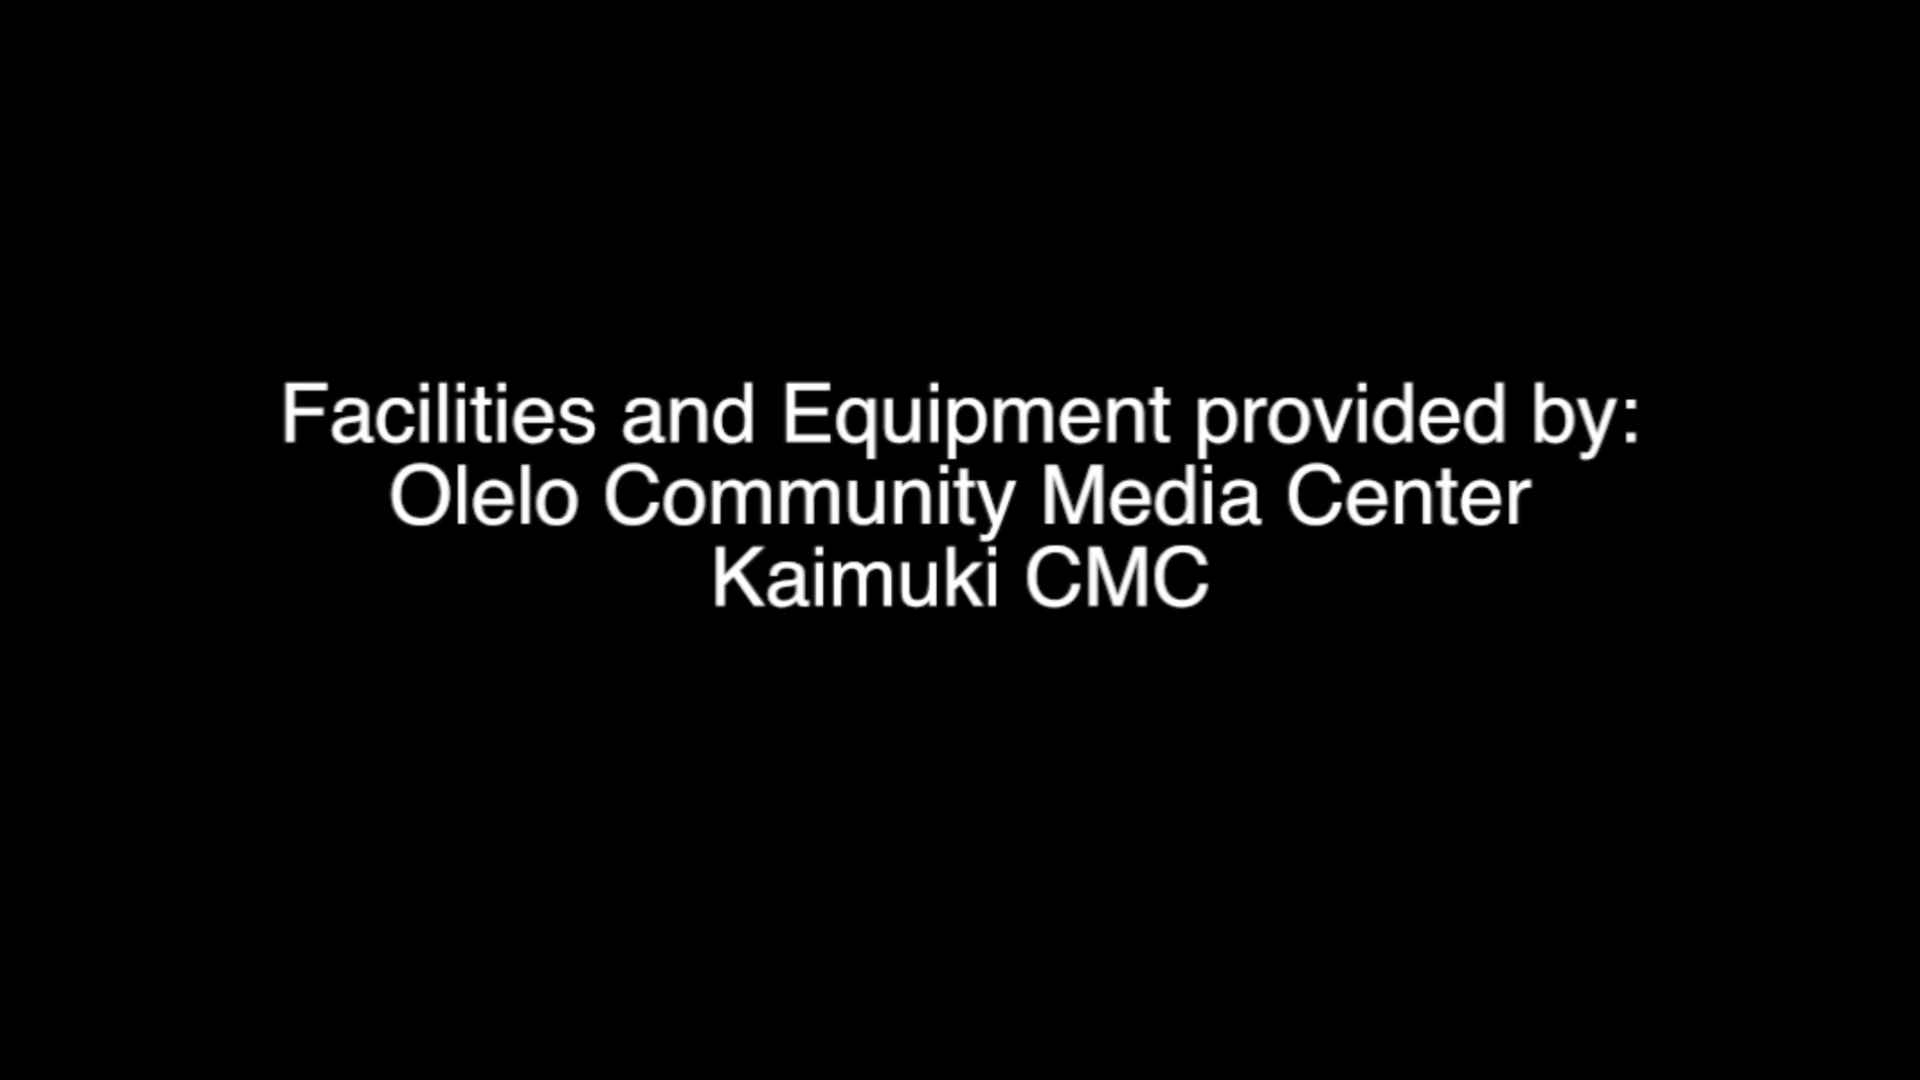 Facilities and Equipment provided by:
Olelo Community Media Center
Kaimuki CMC